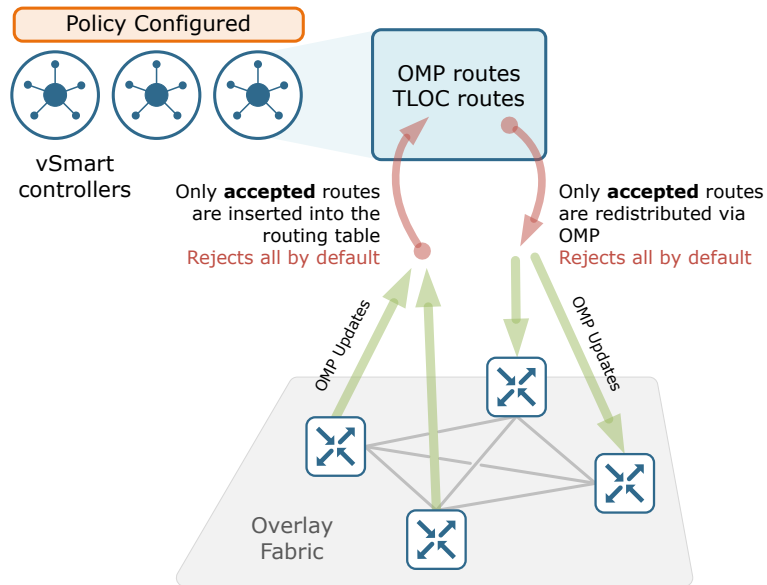 Policy Configured
OMP routes
TLOC routes
vSmart
controllers
Only accepted routes
are inserted into the
routing table
Rejects all by default
Only accepted routes
are redistributed via
OMP
Rejects all by default
OMP Updates
OMP Updates
Overlay
Fabric